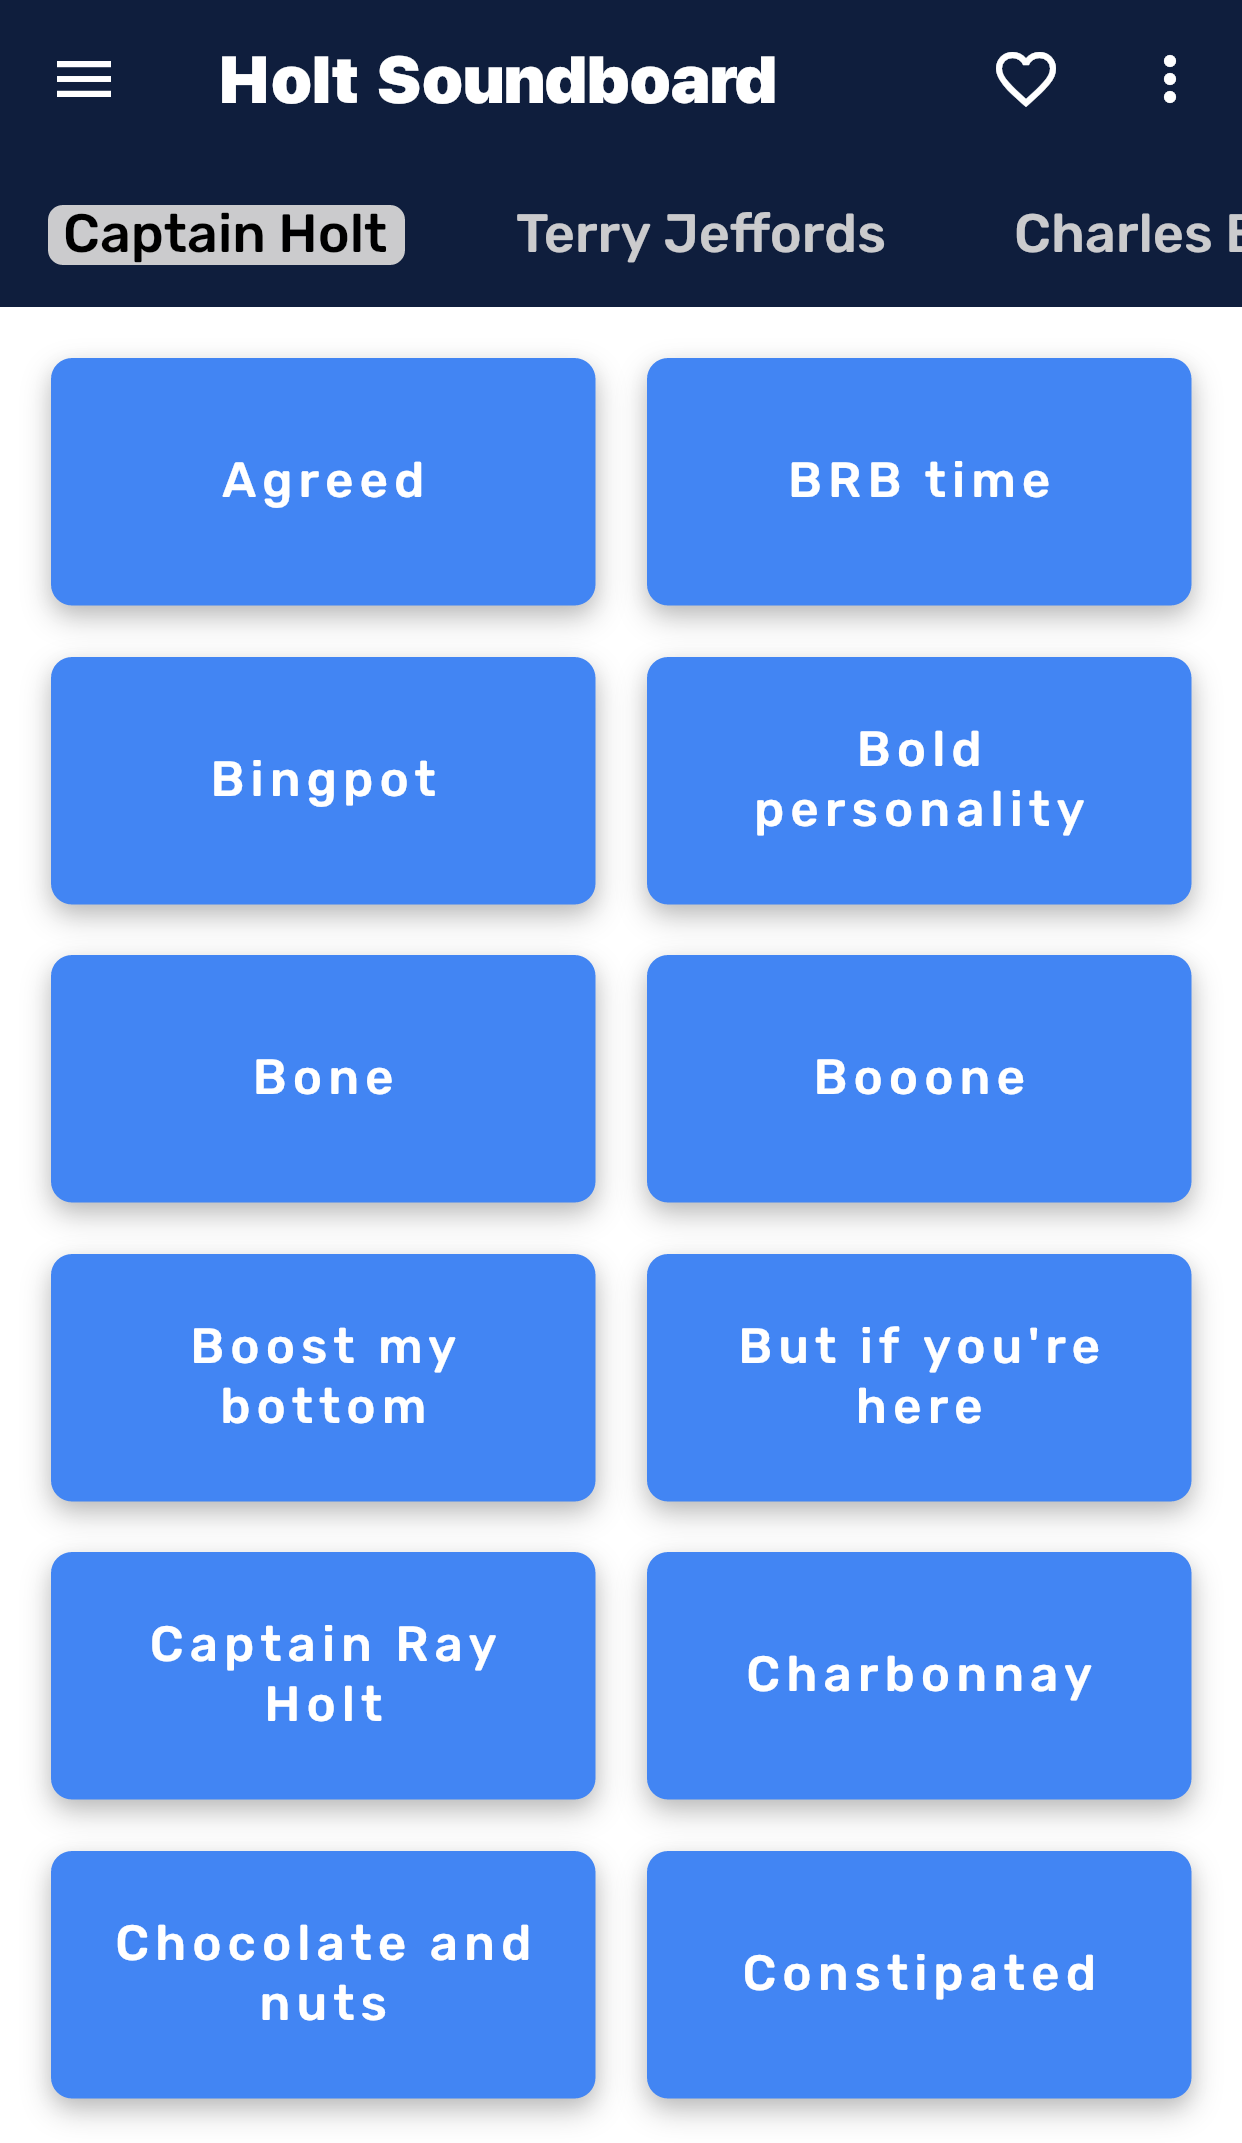 Holt Soundboard
Captain Holt
Terry Jeffords
Charles
Agreed
BRB time
Bingpot
Bold
personality
Bone
Booone
Boost my
bottom
But if you're
here
Captain Ray
Holt
Charbonnay
Chocolate and
nuts
Constipated